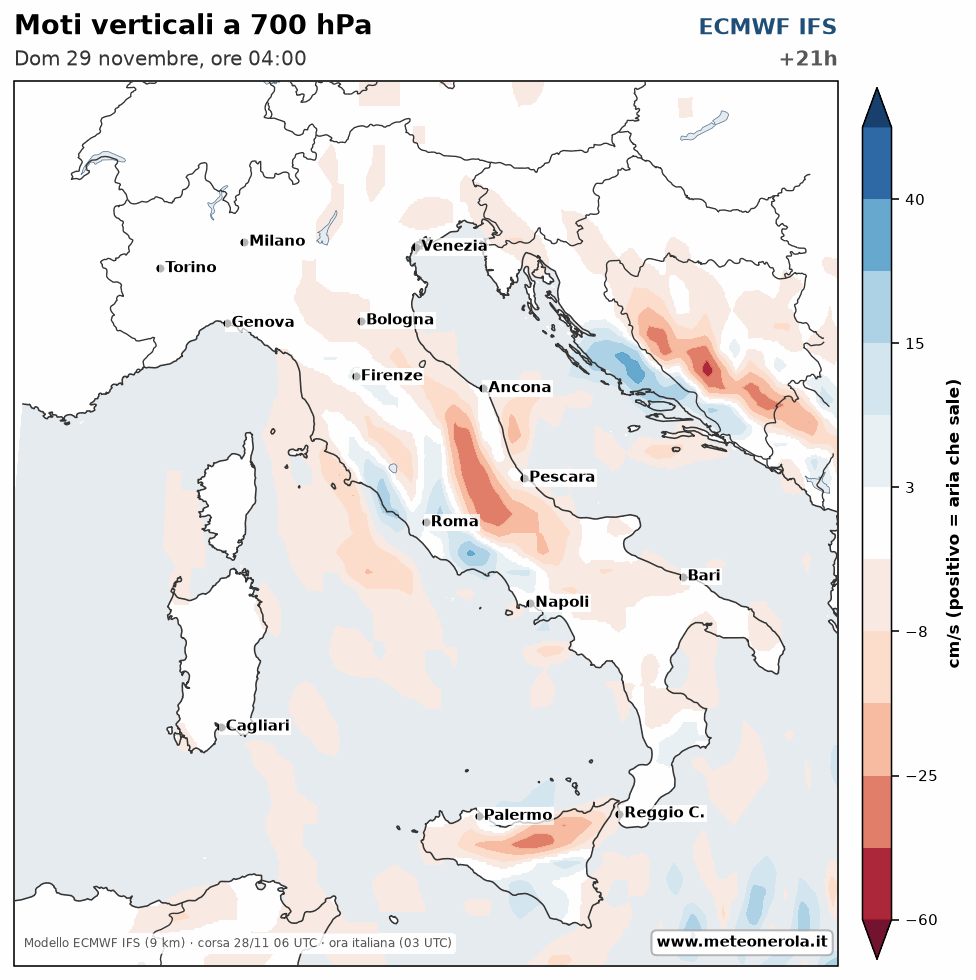 Moti verticali a 700 hPa
ECMWF IFS
Dom 29 novembre, ore 04:00
+21h
Milano
Venezia
Torino
Genova
Bologna
Firenze
Ancona
Pescara
Roma
Bari
Napoli
Cagliari
Palermo
Reggio C.
40
15
3
−8
−25
−60
cm/s (positivo = aria che sale)
Modello ECMWF IFS (9 km) · corsa 28/11 06 UTC · ora italiana (03 UTC)
www.meteonerola.it